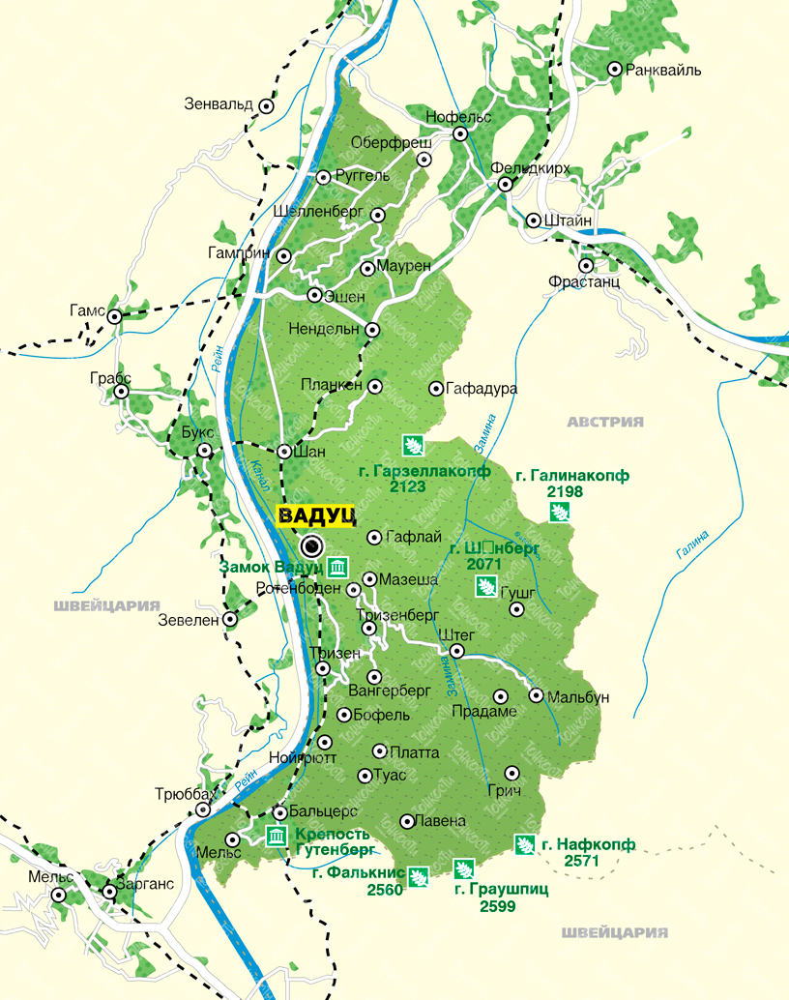 Ранквайль
Зенвальд
Нофельс
Оберфреш
Фельдкирх
Руггель
Шелленберг
Штайн
Гамприн
Маурен
Фрастанц
Эшен
Гамс
Нендельн
Рейн
Грабс
Планкен
Гафадура
АВСТРИЯ
Замина
Букс
Шан
Канал
г. Гарзеллакопф
2123
г. Галинакопф
2198
ВАДУЦ
Гафлай
г. Ш□нберг
2071
Галина
Замок Вадуц
Ротенбоден
Мазеша
Гушг
ШВЕЙЦАРИЯ
Зевелен
Тризенберг
Штег
Тризен
Замина
Вангерберг
Прадаме
Мальбун
Бофель
Нойгрютт
Платта
Туас
Рейн
Грич
Трюббах
Бальцерс
Лавена
Мельс
Крепость
Гутенберг
г. Нафкопф
2571
г. Фалькнис
2560
г. Граушпиц
2599
Мельс
Зарганс
ШВЕЙЦАРИЯ